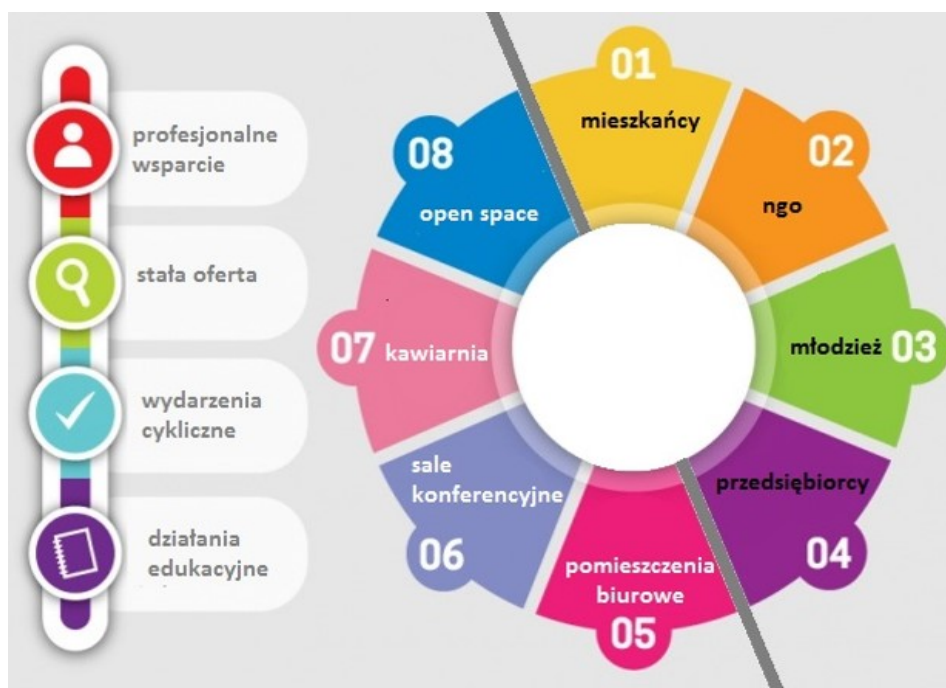 profesjonalne
wsparcie
stała oferta
wydarzenia
cykliczne
działania
edukacyjne
01
mieszkańcy
02
ngo
młodzież 03
przedsiębiorcy
04
pomieszczenia
biurowe
05
sale
konferencyjne
06
07 kawiarnia
08
open space